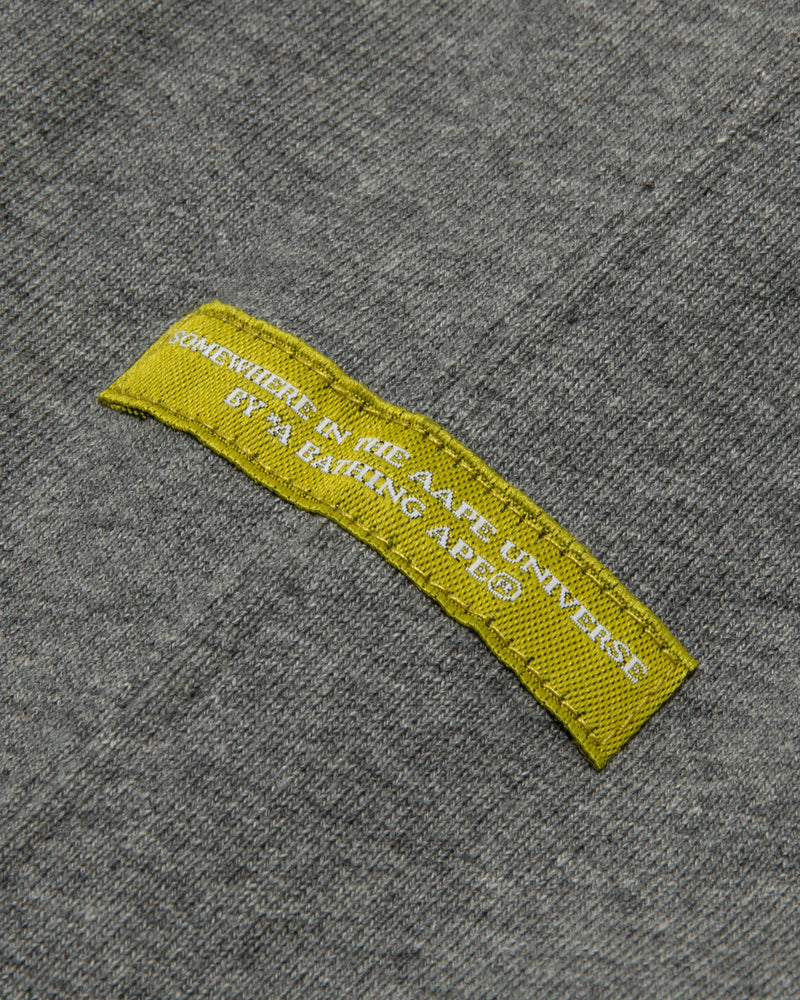 SOMEWHERE IN THE AAPE UNIVERSE
BY *A BATHING APE®